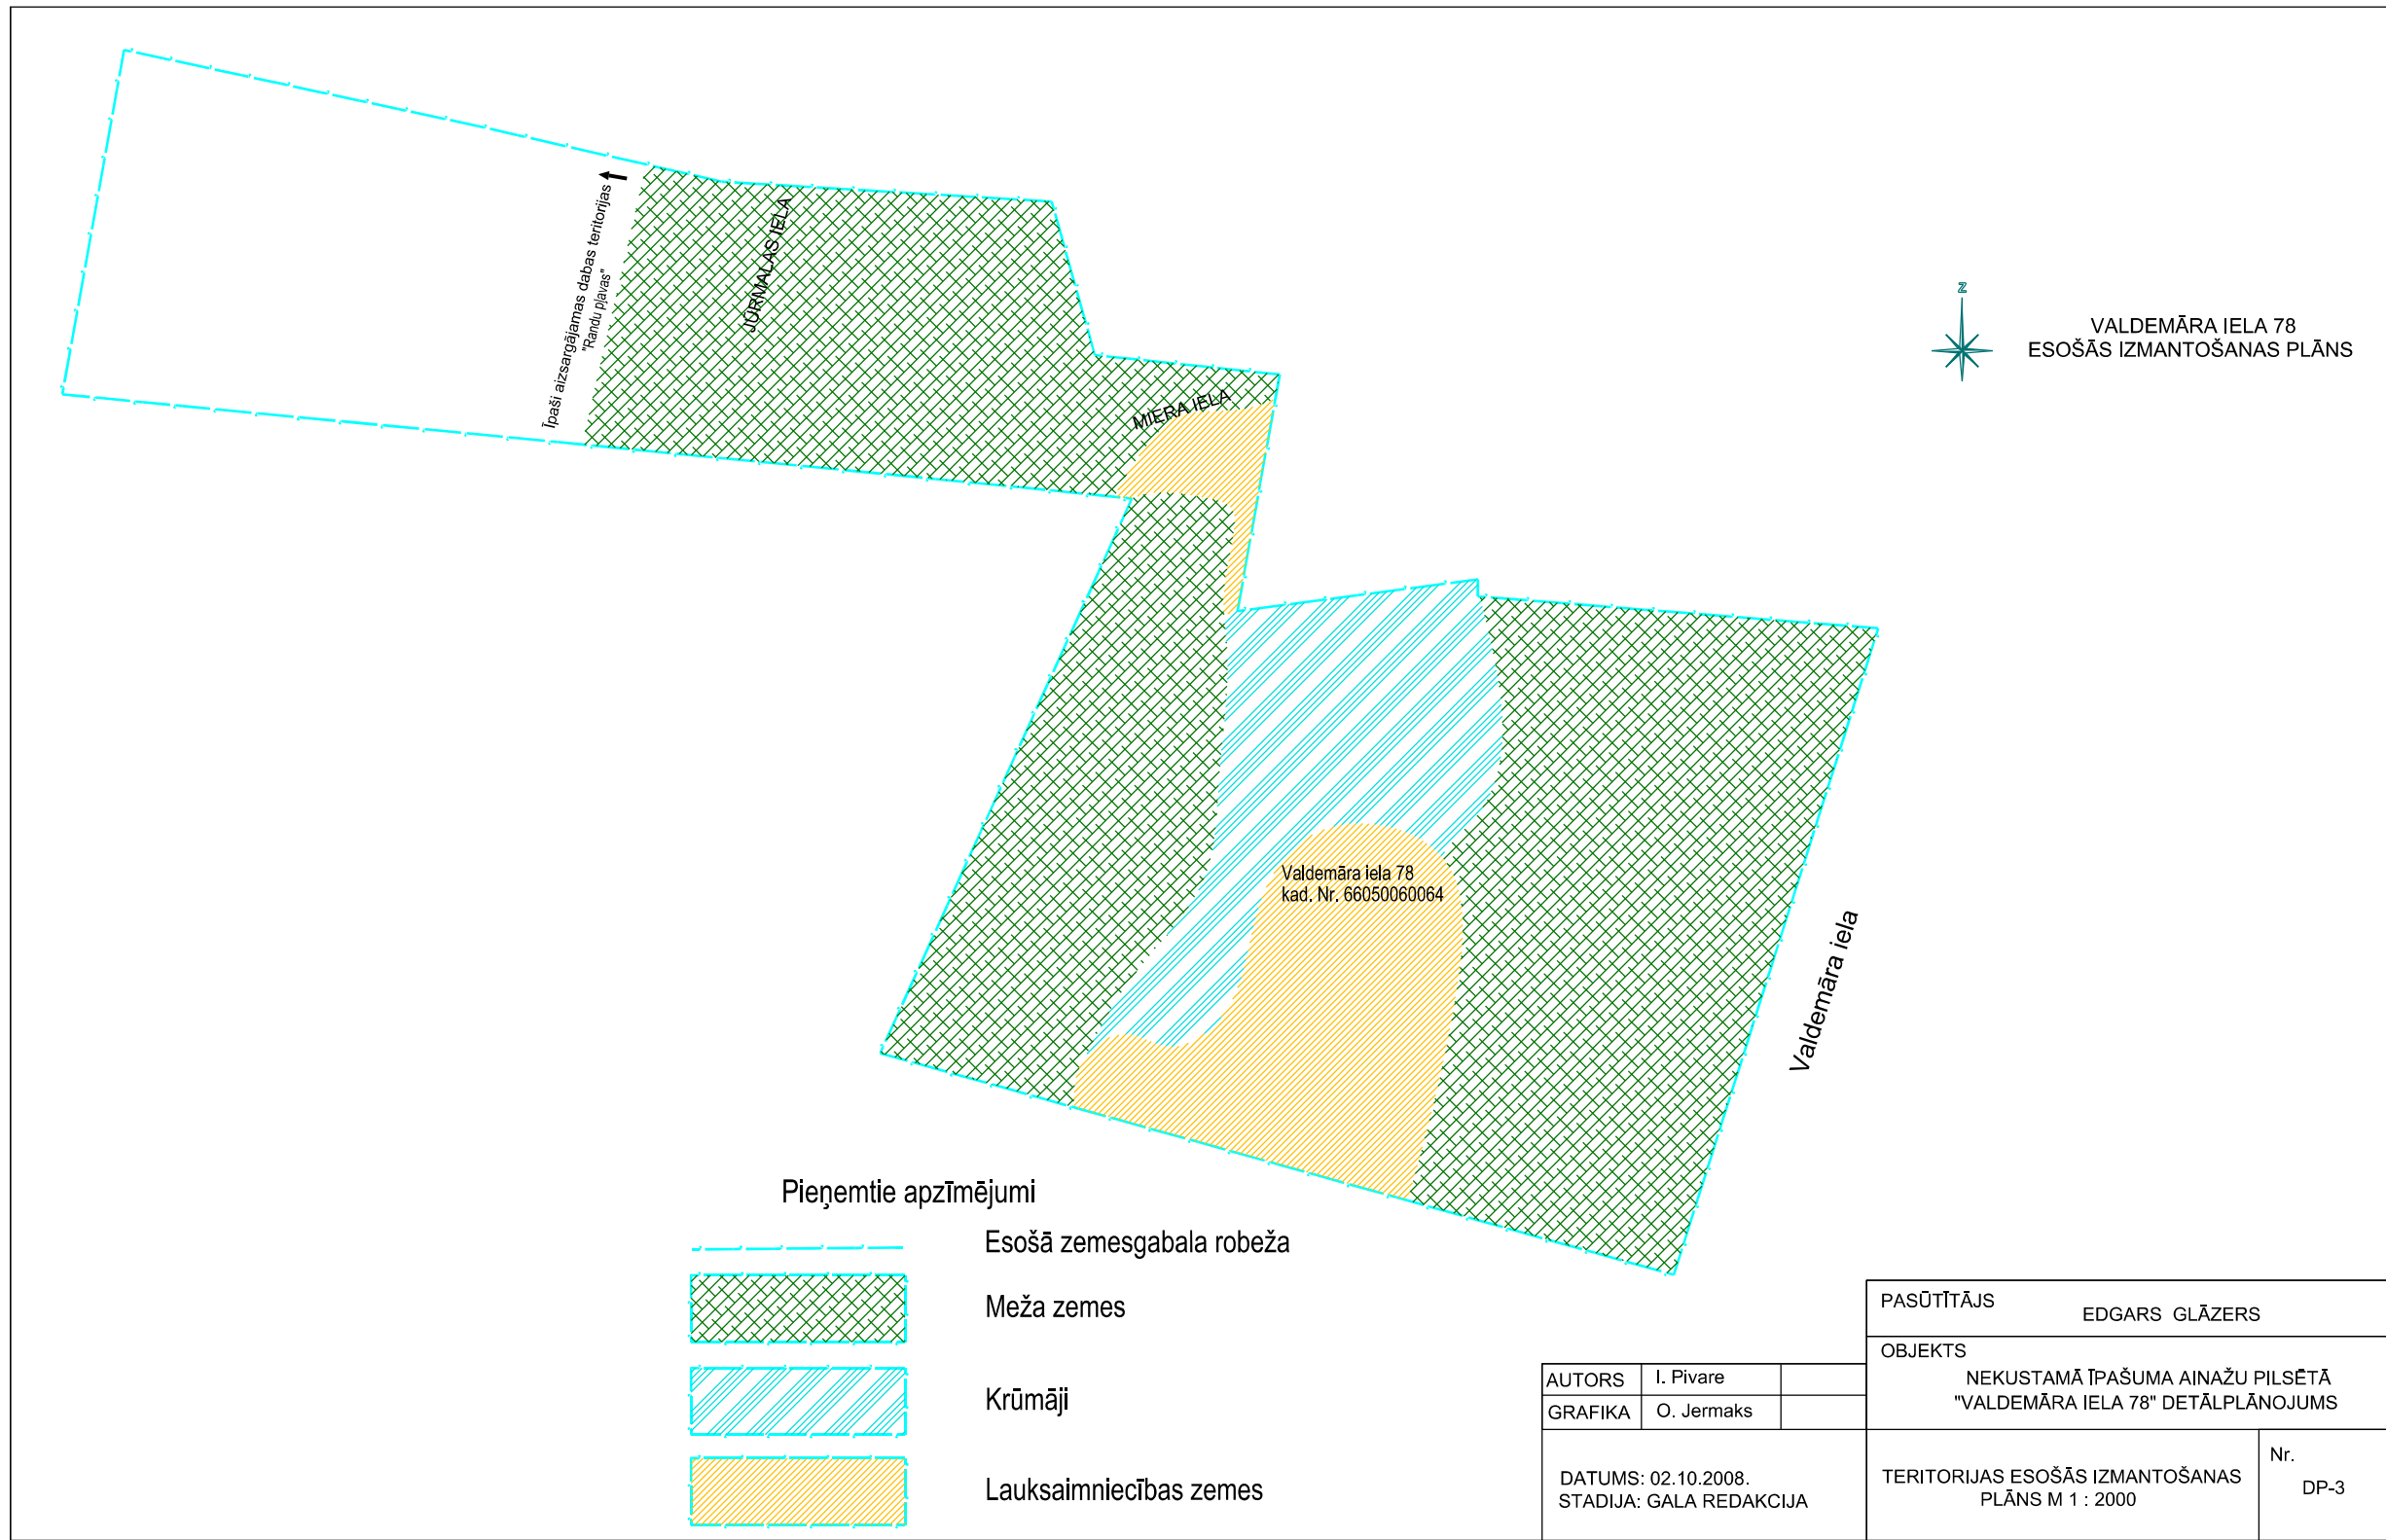 Īpaši aizsargājamas dabas teritorijas
"Randu pļavas"
JŪRMALAS IELA
MIERA IELA
Z
VALDEMĀRA IELA 78
ESOŠĀS IZMANTOŠANAS PLĀNS
Valdemāra iela 78
kad. Nr. 66050060064
Valdemāra iela
Pieņemtie apzīmējumi
Esošā zemesgabala robeža
Meža zemes
Krūmāji
Lauksaimniecības zemes
PASŪTĪTĀJS
EDGARS GLĀZERS
OBJEKTS
NEKUSTAMĀ ĪPAŠUMA AINAŽU PILSĒTĀ
"VALDEMĀRA IELA 78" DETĀLPLĀNOJUMS
AUTORS I. Pivare
GRAFIKA O. Jermaks
DATUMS: 02.10.2008.
STADIJA: GALA REDAKCIJA
TERITORIJAS ESOŠĀS IZMANTOŠANAS
PLĀNS M 1 : 2000
Nr.
DP-3